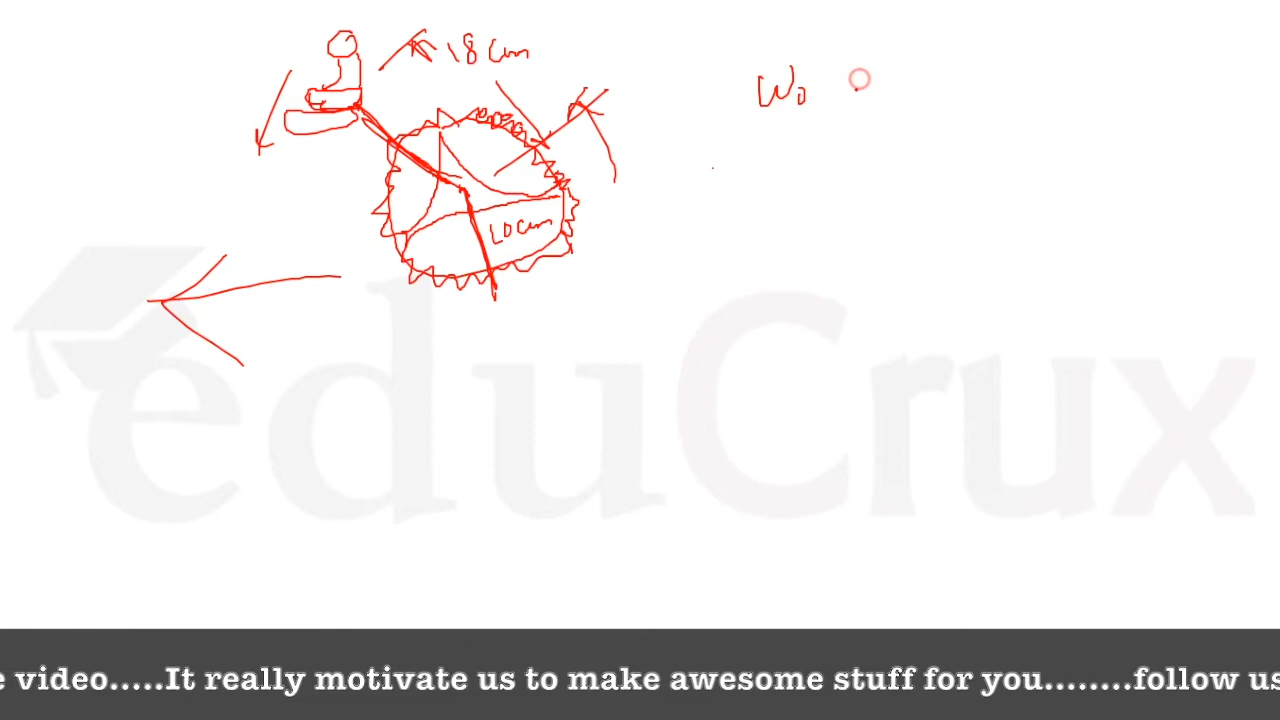 18 cm
W₀
10 cm
eduCrux
e video.....It really motivate us to make awesome stuff for you........follow us